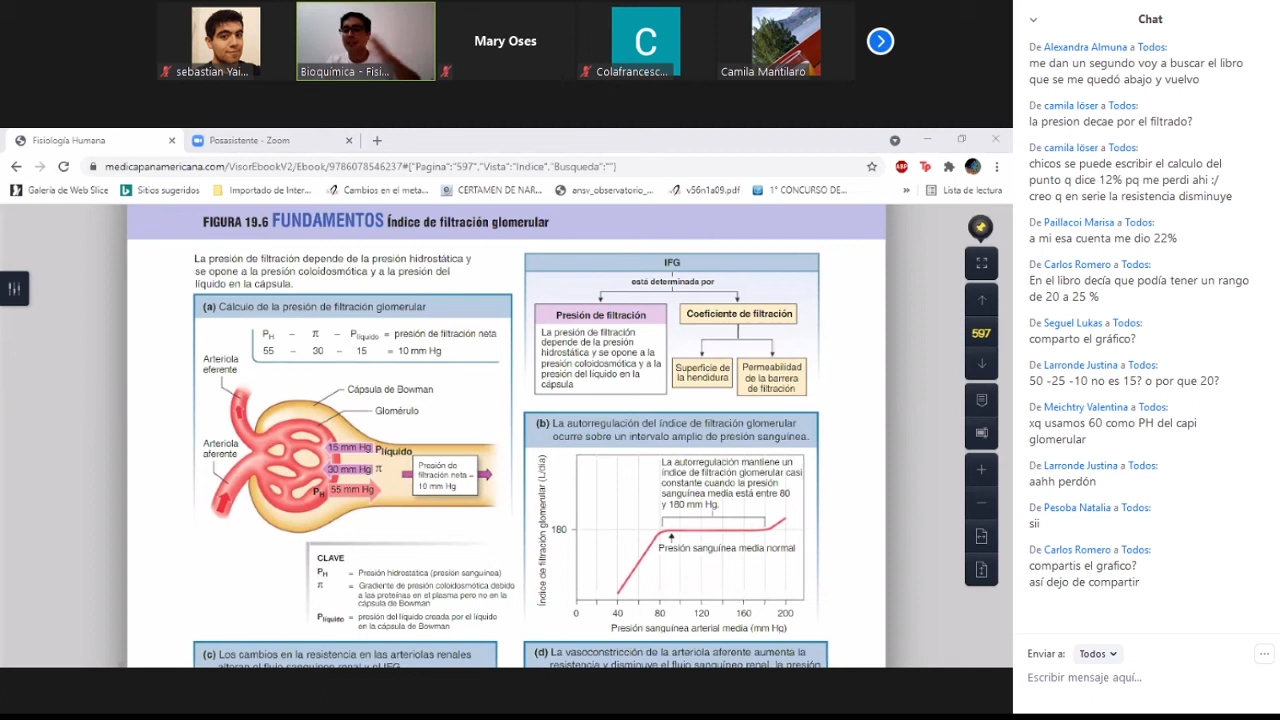 sebastian Yai...
Bioquímica - Fisi...
Mary Oses
C
Colafrancesc...
Camila Mantilaro
Fisiología Humana
Posasistente - Zoom
medicapanamericana.com/VisorEbookV2/Ebook/9786078546237#{"Pagina":"597","Vista":"Indice","Busqueda":""}
Galería de Web Slice
Sitios sugeridos
Importado de Inter...
Cambios en el meta...
CERTAMEN DE NAR...
ansv_observatorio_...
v56n1a09.pdf
1° CONCURSO DE...
»
Lista de lectura
FIGURA 19.6 FUNDAMENTOS Índice de filtración glomerular
La presión de filtración depende de la presión hidrostática y
se opone a la presión coloidosmótica y a la presión del
líquido en la cápsula.
(a) Cálculo de la presión de filtración glomerular
PH – π – Plíquido = presión de filtración neta
55 – 30 – 15 = 10 mm Hg
Arteriola
eferente
Cápsula de Bowman
Glomérulo
Arteriola
aferente
15 mm Hg Plíquido
30 mm Hg π
PH 55 mm Hg
Presión de
filtración neta =
10 mm Hg
CLAVE
PH = Presión hidrostática (presión sanguínea)
π = Gradiente de presión coloidosmótica debido
a las proteínas en el plasma pero no en la
cápsula de Bowman
Plíquido = presión del líquido creada por el líquido
en la cápsula de Bowman
(c) Los cambios en la resistencia en las arteriolas renales
alteran el flujo sanguíneo renal y el IFG
IFG
está determinado por
Presión de filtración
La presión de filtración
depende de la presión
hidrostática y se opone a la
presión coloidosmótica y a la
presión del líquido en la
cápsula
Coeficiente de filtración
Superficie de
la hendidura
Permeabilidad
de la barrera
de filtración
(b) La autorregulación del índice de filtración glomerular
ocurre sobre un intervalo amplio de presión sanguínea.
La autorregulación mantiene un
índice de filtración glomerular casi
constante cuando la presión
sanguínea media está entre 80
y 180 mm Hg.
Índice de filtración glomerular (L/día)
180
Presión sanguínea media normal
0 40 80 120 160 200
Presión sanguínea arterial media (mm Hg)
(d) La vasoconstricción de la arteriola aferente aumenta la
resistencia y disminuye el flujo sanguíneo renal, la presión
597
Chat
De Alexandra Almuna a Todos:
me dan un segundo voy a buscar el libro
que se me quedó abajo y vuelvo
De camila löser a Todos:
la presion decae por el filtrado?
De camila löser a Todos:
chicos se puede escribir el calculo del
punto q dice 12% pq me perdi ahi :/
creo q en serie la resistencia disminuye
De Paillacoi Marisa a Todos:
a mi esa cuenta me dio 22%
De Carlos Romero a Todos:
En el libro decía que podía tener un rango
de 20 a 25 %
De Seguel Lukas a Todos:
comparto el gráfico?
De Larronde Justina a Todos:
50 -25 -10 no es 15? o por que 20?
De Meichtry Valentina a Todos:
xq usamos 60 como PH del capi
glomerular
De Larronde Justina a Todos:
aahh perdón
De Pesoba Natalia a Todos:
sii
De Carlos Romero a Todos:
compartis el grafico?
así dejo de compartir
Enviar a: Todos
Escribir mensaje aquí...